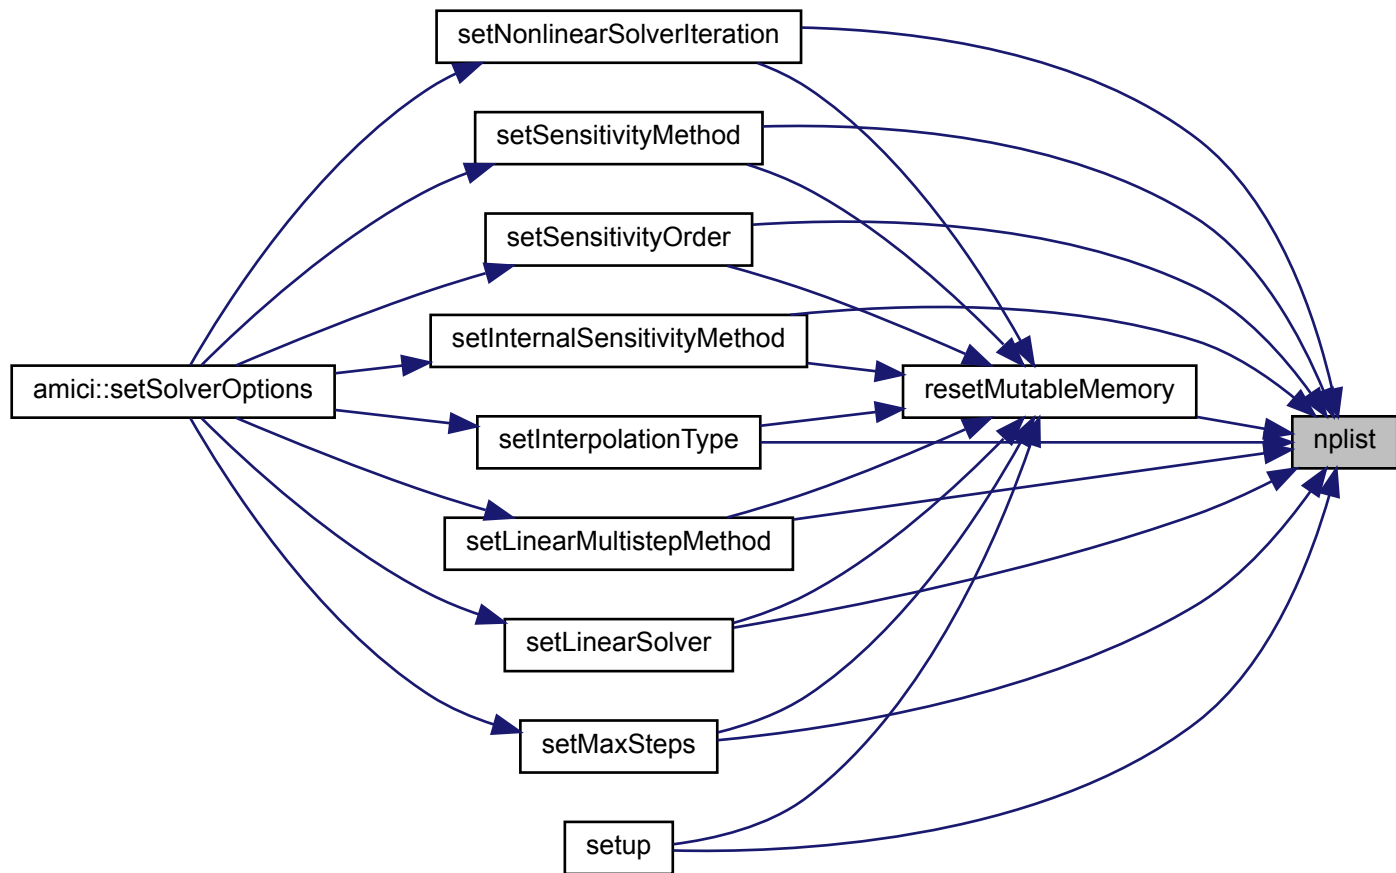 setNonlinearSolverIteration
setSensitivityMethod
setSensitivityOrder
setInternalSensitivityMethod
amici::setSolverOptions
resetMutableMemory
setInterpolationType
nplist
setLinearMultistepMethod
setLinearSolver
setMaxSteps
setup